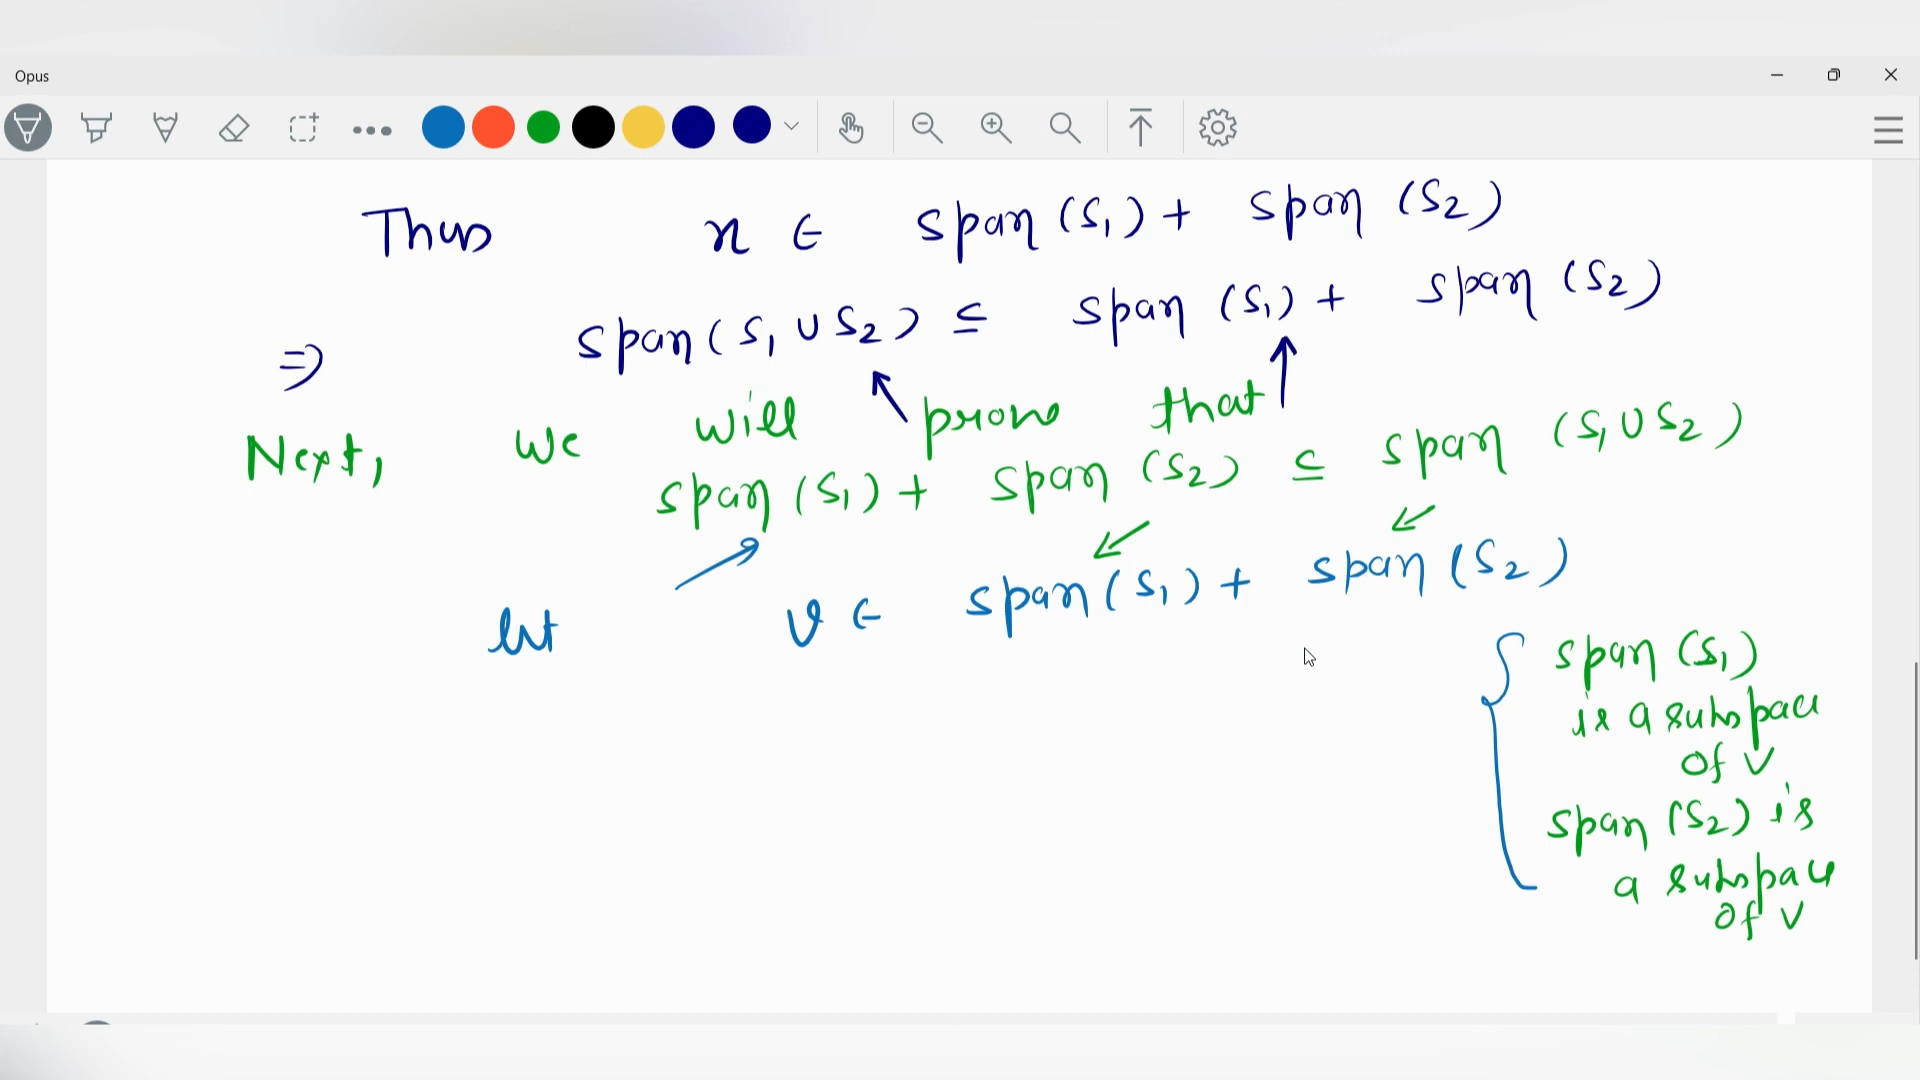 Opus
Thus x ∈ span (S₁) + span (S₂)
⇒ span (S₁ ∪ S₂) ⊆ span (S₁) + span (S₂)
Next, we will prove that
span (S₁) + span (S₂) ⊆ span (S₁ ∪ S₂)
let v ∈ span (S₁) + span (S₂)
{ span (S₁)
is a subspace
of V
span (S₂) is
a subspace
of V